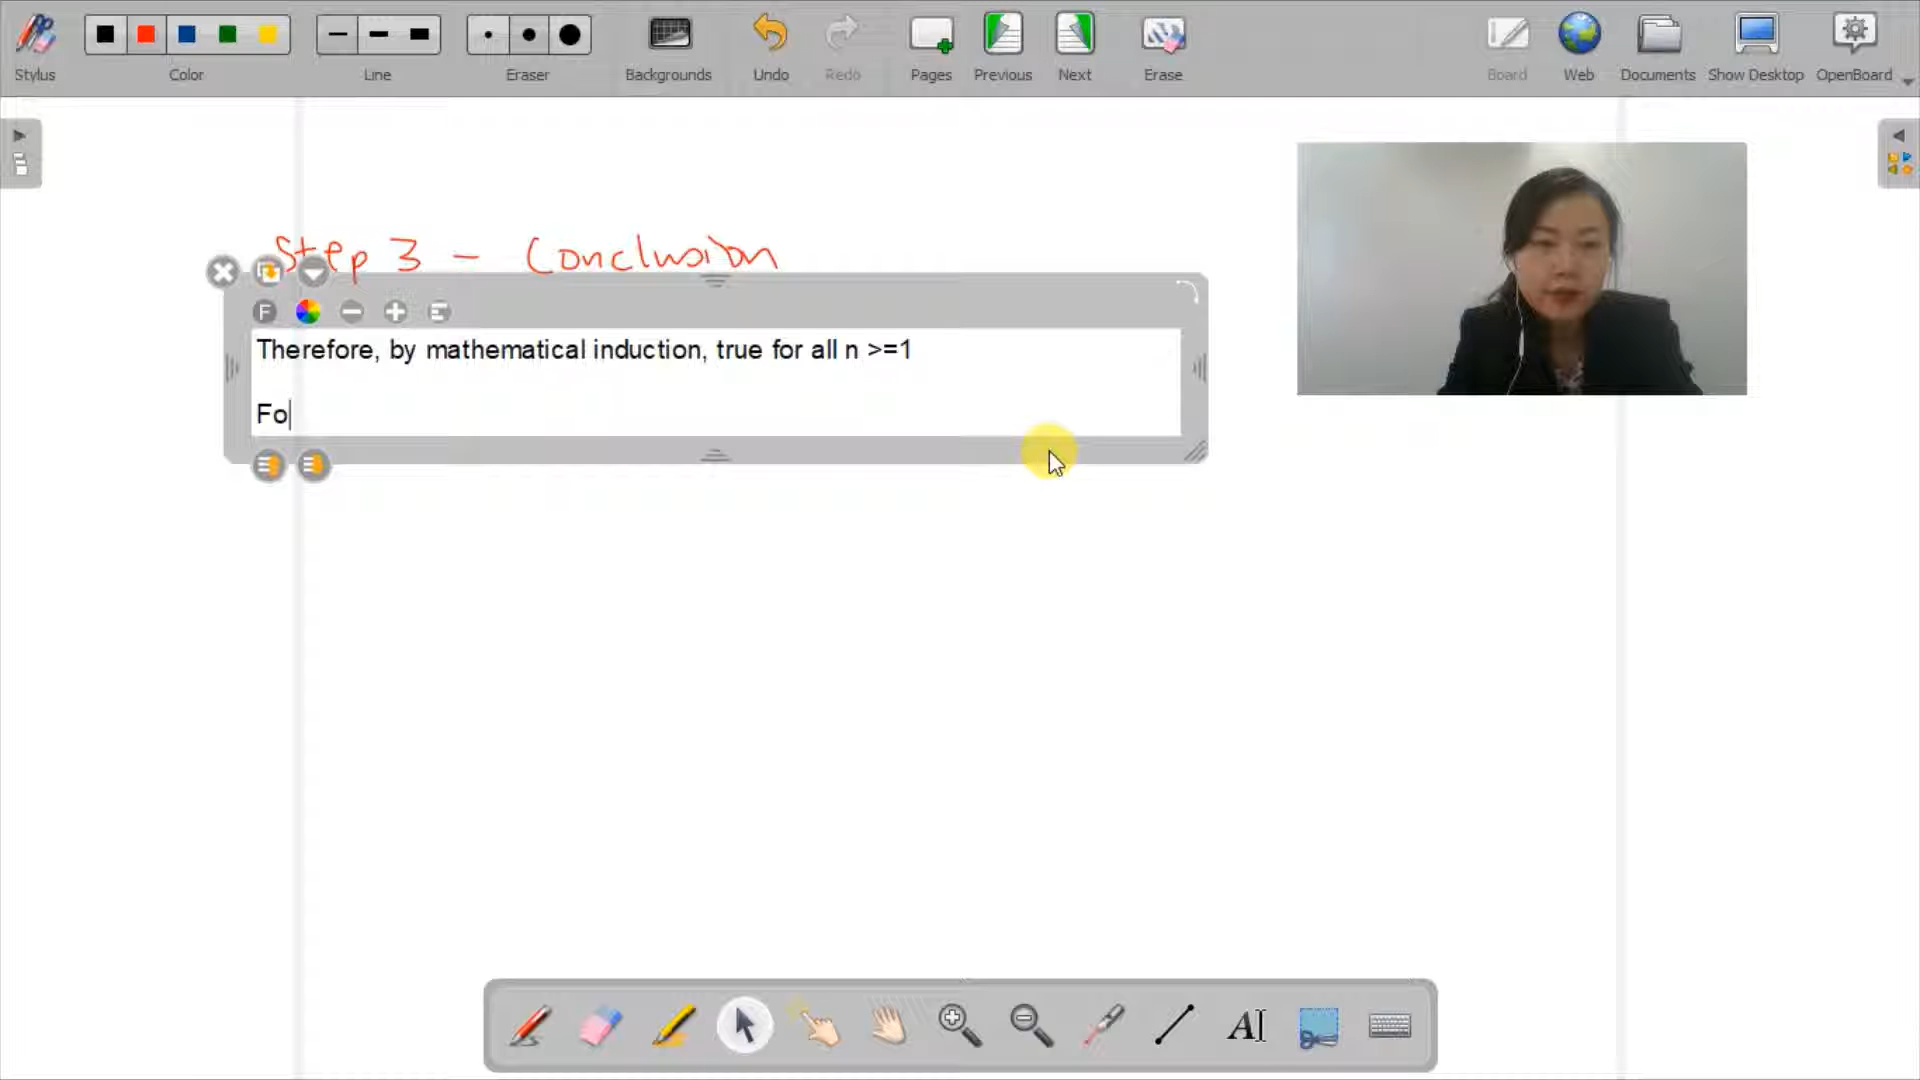 Stylus
Color
Line
Eraser
Backgrounds
Undo
Redo
Pages
Previous
Next
Erase
Board
Web
Documents
Show Desktop
OpenBoard
Step 3 - Conclusion
F
Therefore, by mathematical induction, true for all n >=1
Fo
A